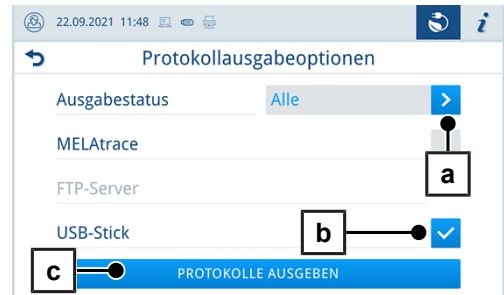 22.09.2021 11:48
i
Protokollausgabeoptionen
Ausgabestatus Alle
MELAtrace
a
FTP-Server
USB-Stick b
c PROTOKOLLE AUSGEBEN